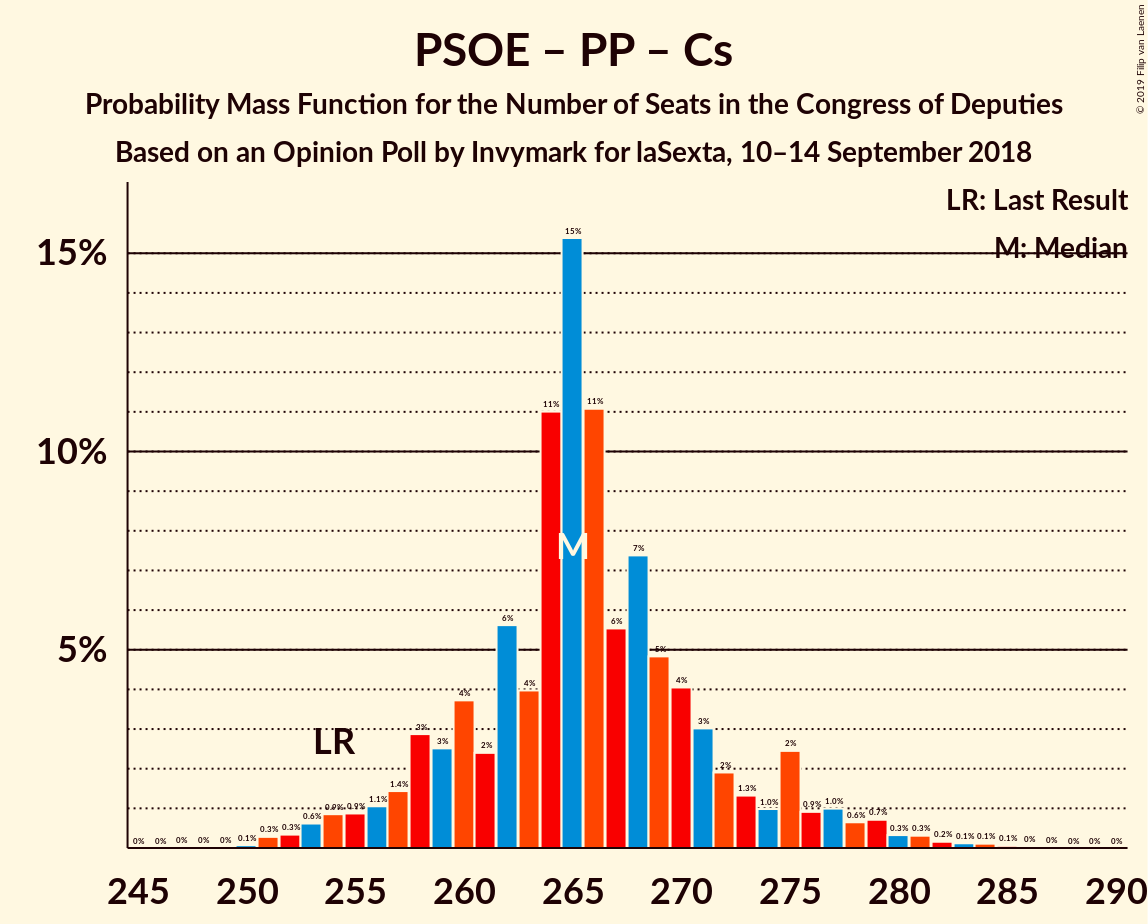 PSOE – PP – Cs
Probability Mass Function for the Number of Seats in the Congress of Deputies
Based on an Opinion Poll by Invymark for laSexta, 10–14 September 2018
© 2019 Filip van Laenen
LR: Last Result
M: Median
15%
10%
5%
LR
M
0% 0% 0% 0% 0% 0.1% 0.3% 0.3% 0.6% 0.9% 0.9% 1.1% 1.4% 3% 3% 4% 2% 6% 4% 11% 15% 11% 6% 7% 5% 4% 3% 2% 1.3% 1.0% 2% 0.9% 1.0% 0.6% 0.7% 0.3% 0.3% 0.2% 0.1% 0.1% 0.1% 0% 0% 0% 0% 0%
245 250 255 260 265 270 275 280 285 290